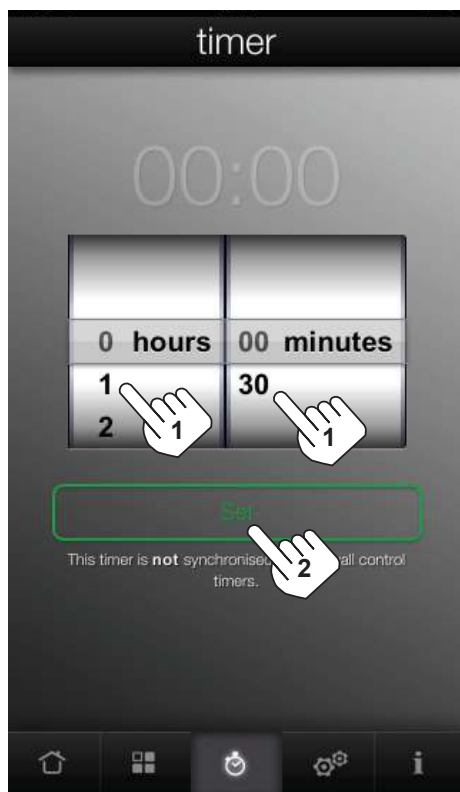 timer
00:00
0 hours 00 minutes
1 30
2
1 1
Set
This timer is not synchronised all control
timers.
2
i